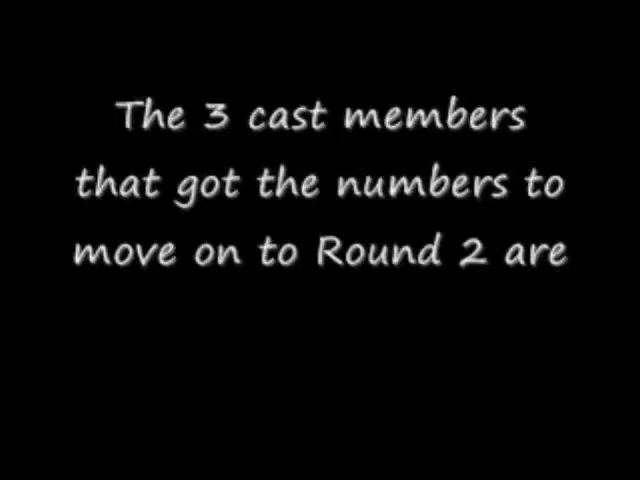 The 3 cast members
that got the numbers to
move on to Round 2 are